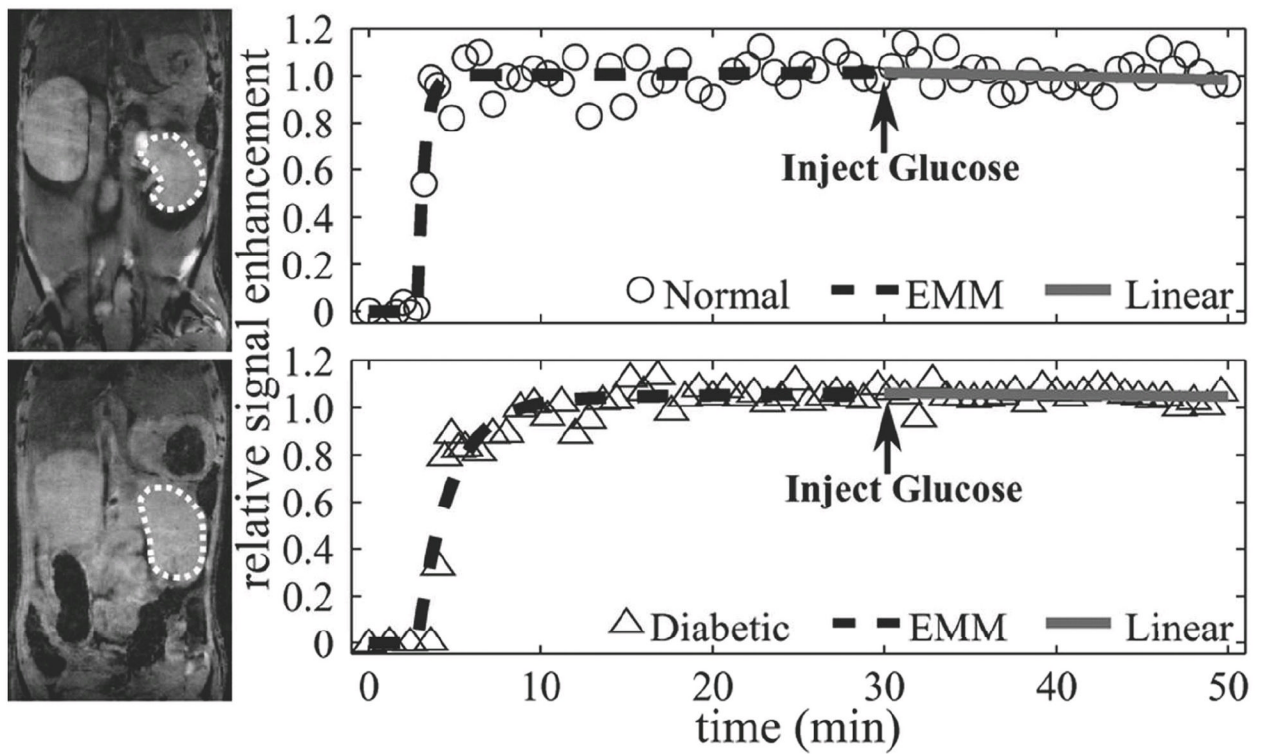 relative signal enhancement
1.2
1.0
0.8
0.6
0.4
0.2
0
Inject Glucose
Normal EMM Linear
1.2
1.0
0.8
0.6
0.4
0.2
0
Inject Glucose
Diabetic EMM Linear
0 10 20 30 40 50
time (min)